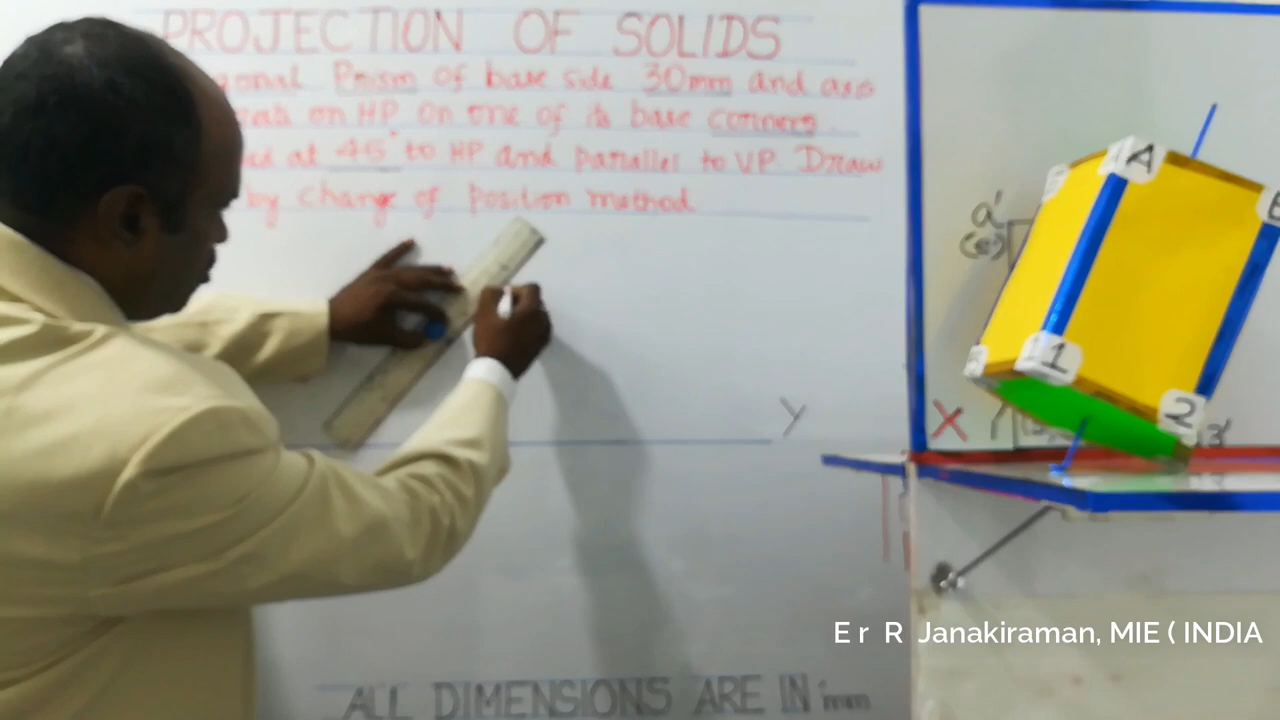 PROJECTION OF SOLIDS
Prism of base side 30mm and axis
on HP on one of its base corners
at 45° to HP and parallel to VP. Draw
by change of position method
Y
A
1
2
X
ALL DIMENSIONS ARE IN mm
Er R Janakiraman, MIE ( INDIA